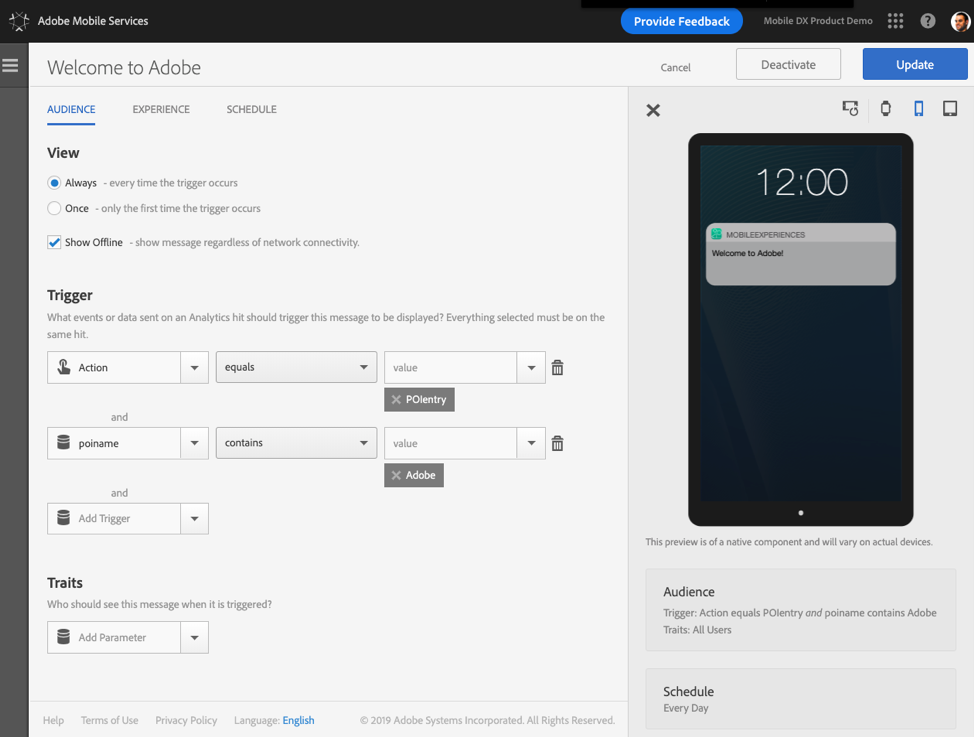 Adobe Mobile Services
Provide Feedback
Mobile DX Product Demo
?
Welcome to Adobe
Cancel
Deactivate
Update
AUDIENCE
EXPERIENCE
SCHEDULE
View
Always - every time the trigger occurs
Once - only the first time the trigger occurs
Show Offline - show message regardless of network connectivity.
Trigger
What events or data sent on an Analytics hit should trigger this message to be displayed? Everything selected must be on the
same hit.
Action
equals
value
POIentry
and
poiname
contains
value
Adobe
and
Add Trigger
Traits
Who should see this message when it is triggered?
Add Parameter
Help
Terms of Use
Privacy Policy
Language: English
© 2019 Adobe Systems Incorporated. All Rights Reserved.
12:00
MOBILEEXPERIENCES
Welcome to Adobe!
This preview is of a native component and will vary on actual devices.
Audience
Trigger: Action equals POIentry and poiname contains Adobe
Traits: All Users
Schedule
Every Day